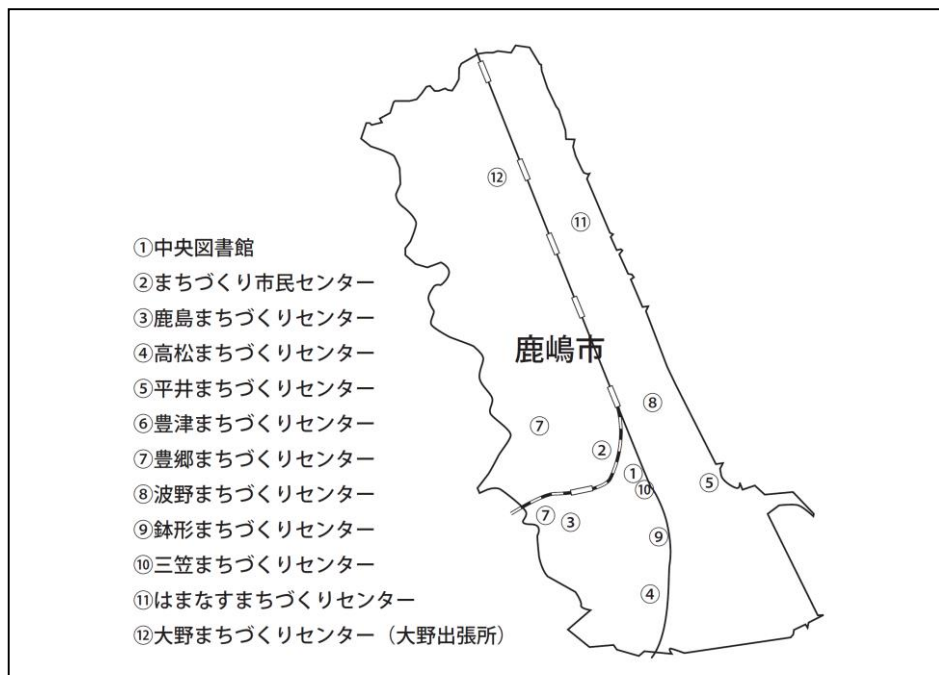 ①中央図書館
②まちづくり市民センター
③鹿島まちづくりセンター
④高松まちづくりセンター
⑤平井まちづくりセンター
⑥豊津まちづくりセンター
⑦豊郷まちづくりセンター
⑧波野まちづくりセンター
⑨鉢形まちづくりセンター
⑩三笠まちづくりセンター
⑪はまなすまちづくりセンター
⑫大野まちづくりセンター（大野出張所）
⑫
⑪
鹿嶋市
⑧
⑦
②
①
⑩
⑤
⑦
③
⑨
④